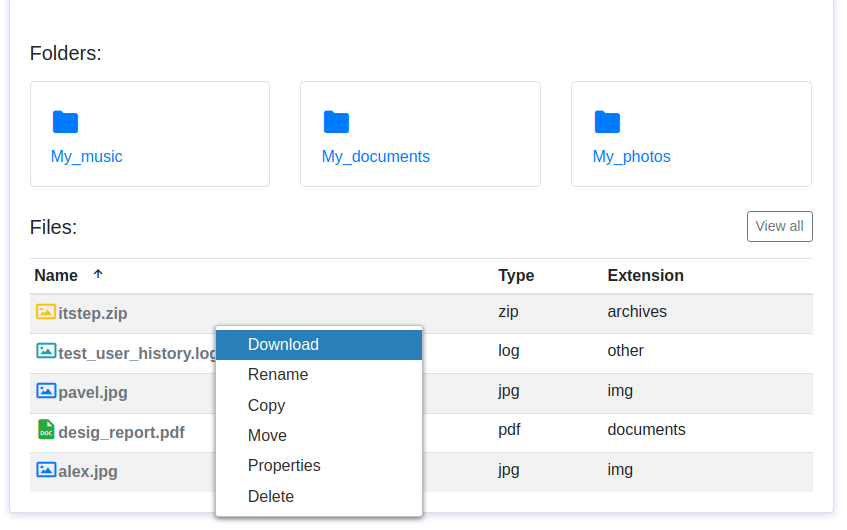 Folders:
My_music My_documents My_photos
Files: View all
Name Type Extension
itstep.zip zip archives
test_user_history.log log other
Download
Rename
pavel.jpg jpg img
Copy
desig_report.pdf pdf documents
Move
Properties
alex.jpg jpg img
Delete
DOC